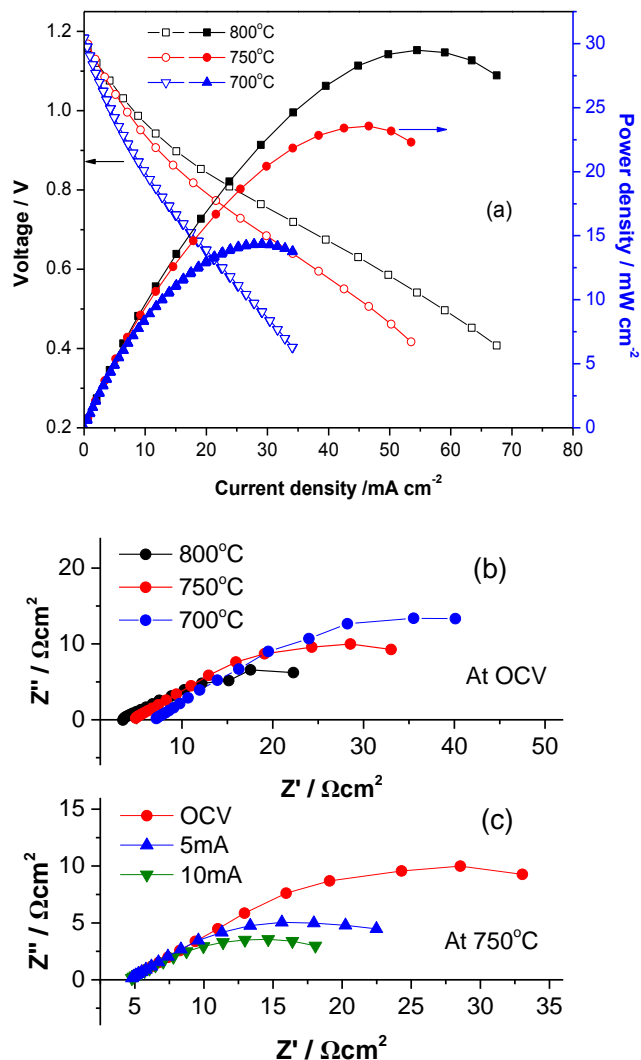 1.2
1.0
0.8
0.6
0.4
0.2
Voltage / V
800°C
750°C
700°C
(a)
30
25
20
15
10
5
0
Power density / mW cm-2
0 10 20 30 40 50 60 70 80
Current density /mA cm-2
800°C
750°C
700°C
(b)
At OCV
20
10
0
Z'' / Ωcm2
10 20 30 40 50
Z' / Ωcm2
OCV
5mA
10mA
(c)
At 750°C
15
10
5
0
Z'' / Ωcm2
5 10 15 20 25 30 35
Z' / Ωcm2